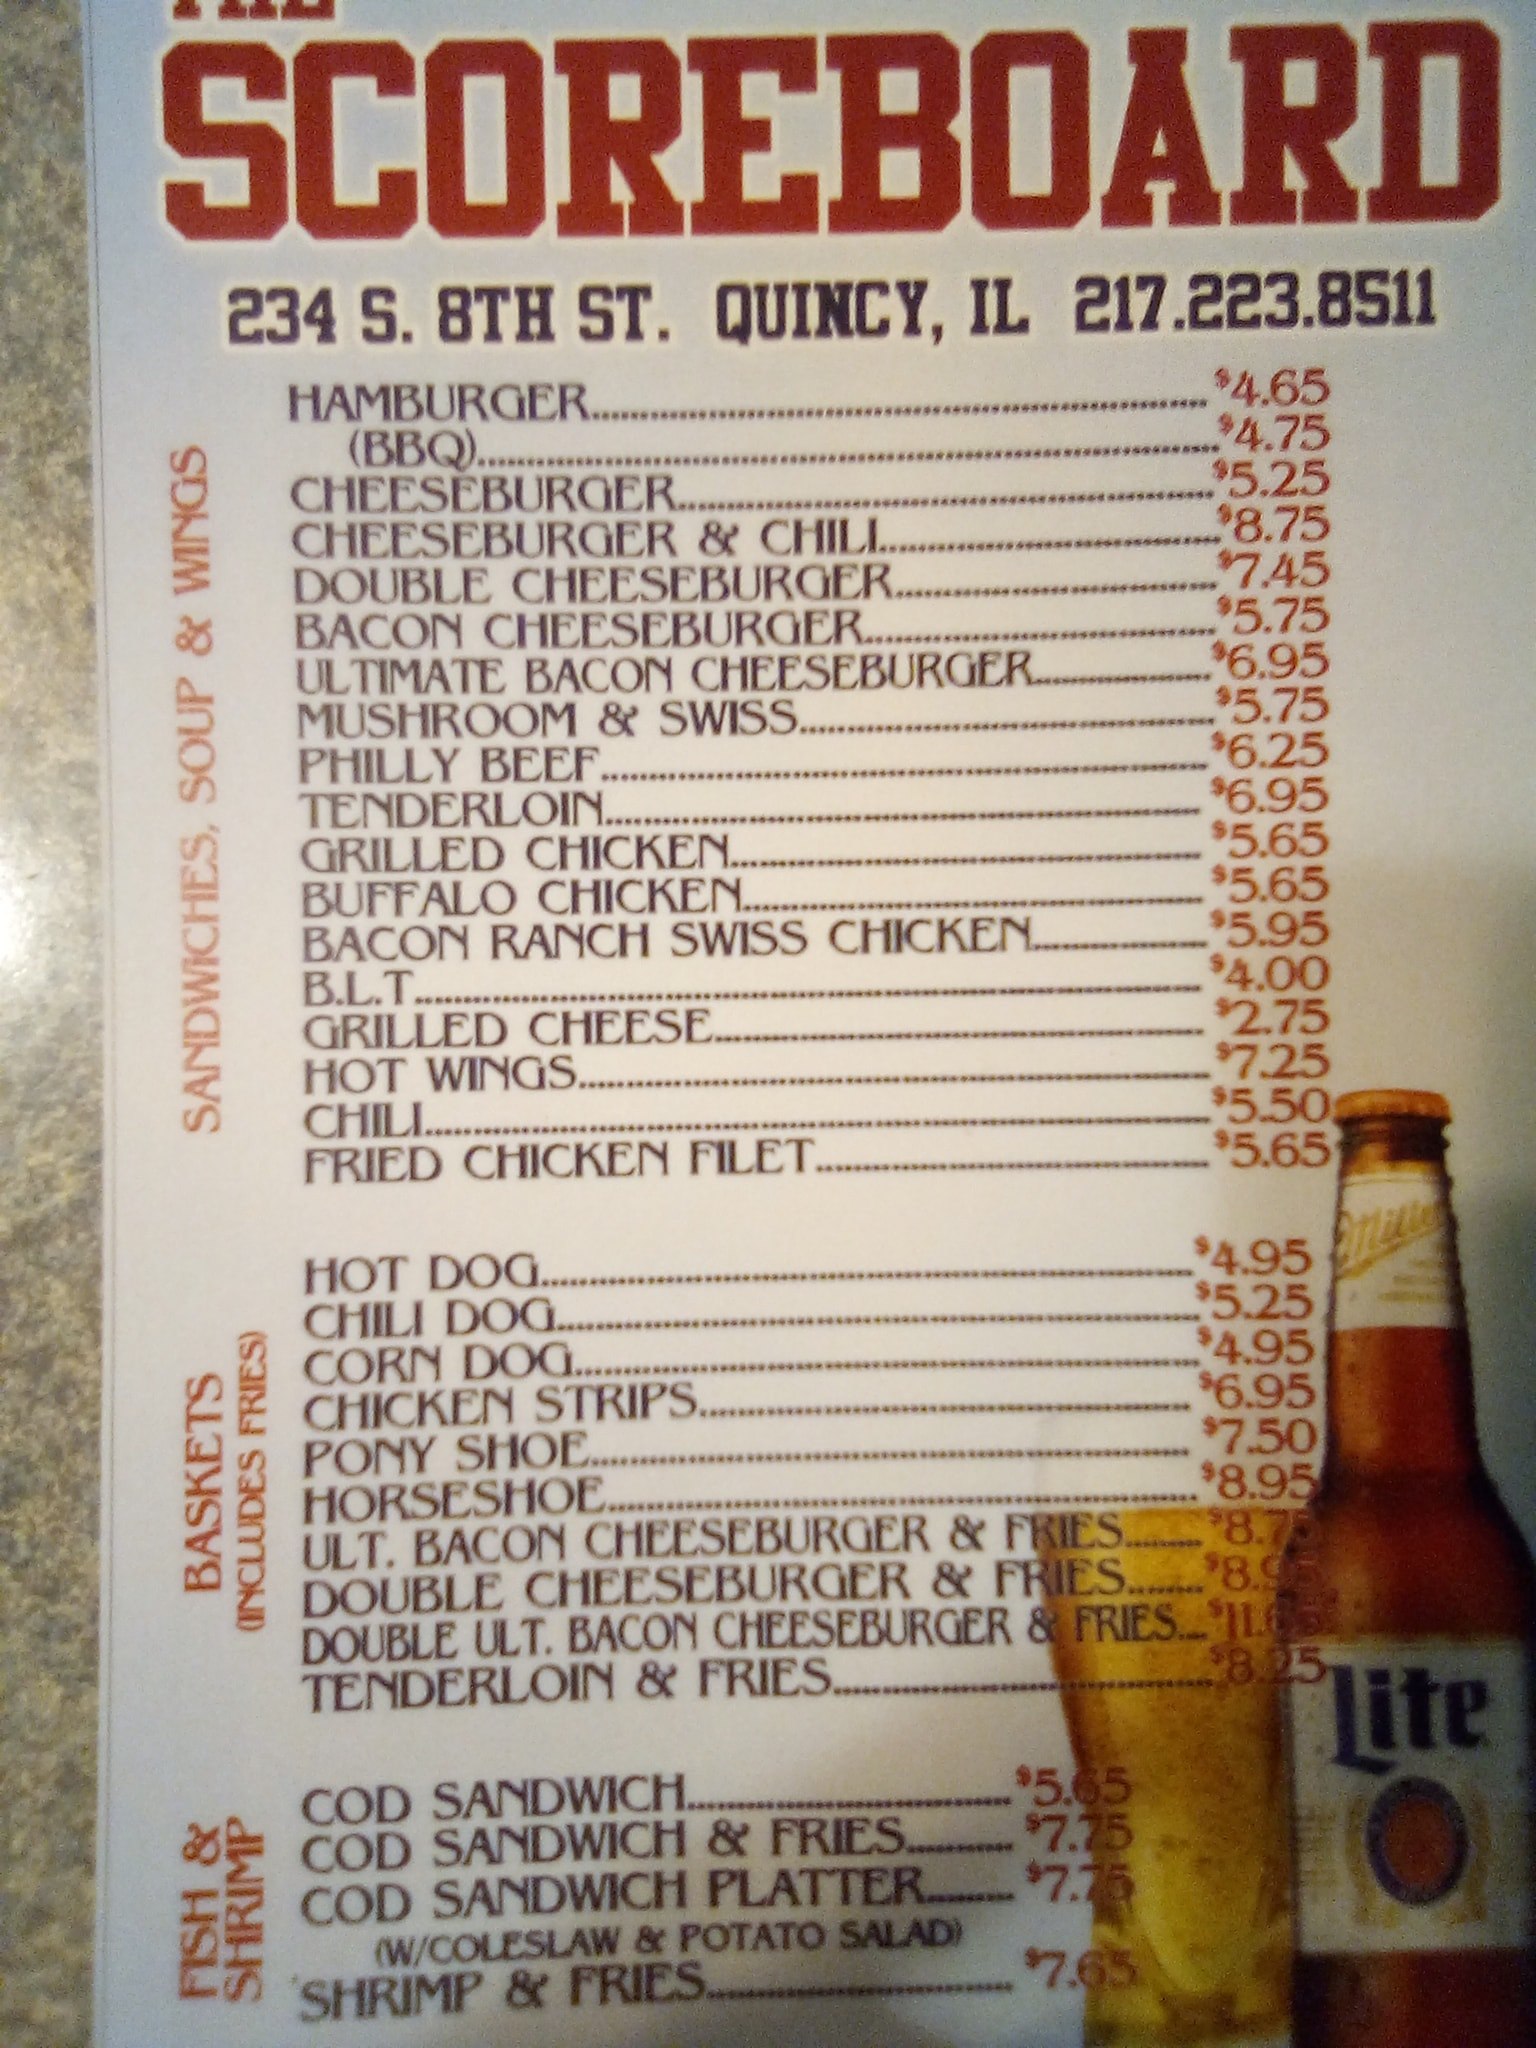 THE
SCOREBOARD
234 S. 8TH ST. QUINCY, IL 217.223.8511
SANDWICHES, SOUP & WINGS
HAMBURGER $4.65
(BBQ) $4.75
CHEESEBURGER $5.25
CHEESEBURGER & CHILI $8.75
DOUBLE CHEESEBURGER $7.45
BACON CHEESEBURGER $5.75
ULTIMATE BACON CHEESEBURGER $6.95
MUSHROOM & SWISS $5.75
PHILLY BEEF $6.25
TENDERLOIN $6.95
GRILLED CHICKEN $5.65
BUFFALO CHICKEN $5.65
BACON RANCH SWISS CHICKEN $5.95
B.L.T $4.00
GRILLED CHEESE $2.75
HOT WINGS $7.25
CHILI $5.50
FRIED CHICKEN FILET $5.65
BASKETS
(INCLUDES FRIES)
HOT DOG $4.95
CHILI DOG $5.25
CORN DOG $4.95
CHICKEN STRIPS $6.95
PONY SHOE $7.50
HORSESHOE $8.95
ULT. BACON CHEESEBURGER & FRIES
DOUBLE CHEESEBURGER & FRIES
DOUBLE ULT. BACON CHEESEBURGER & FRIES
TENDERLOIN & FRIES $8.25
FISH &
SHRIMP
COD SANDWICH $5.65
COD SANDWICH & FRIES $7.75
COD SANDWICH PLATTER $7.75
(W/COLESLAW & POTATO SALAD)
SHRIMP & FRIES $7.65
Miller
Lite